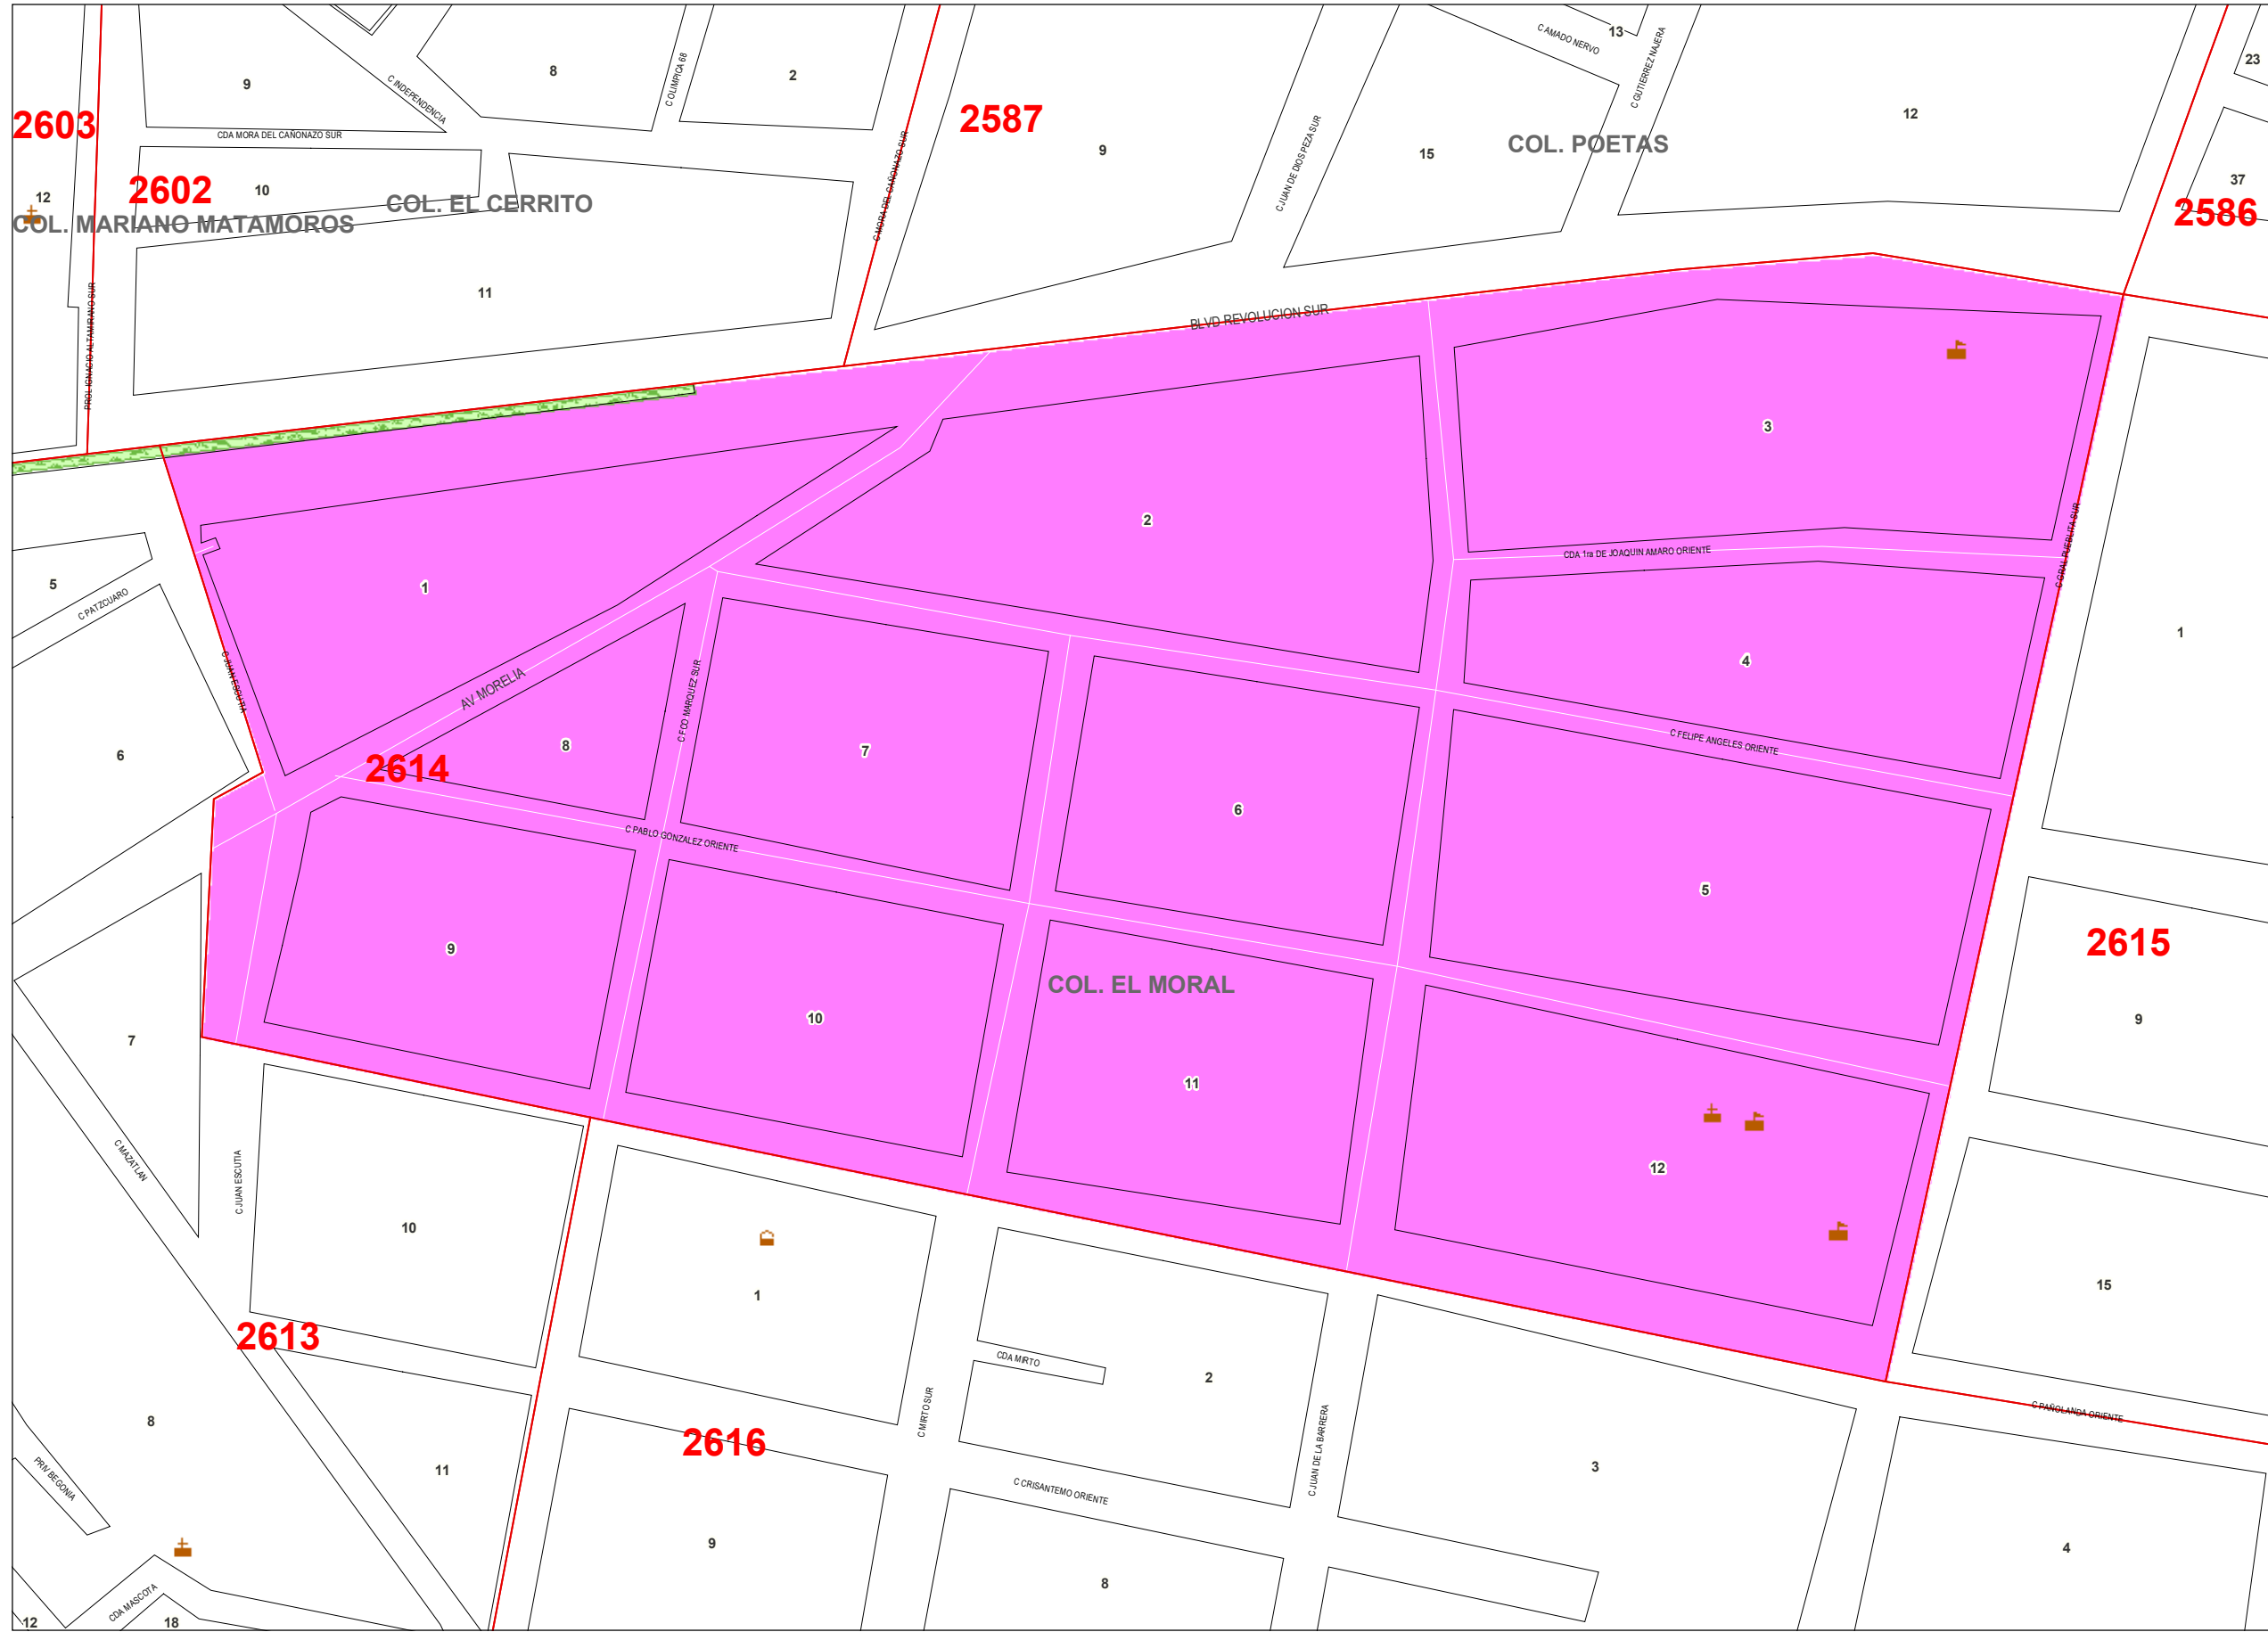 13
C AMADO NERVO
C GUTIERREZ NAJERA
23
9
8
2
C INDEPENDENCIA
C OLIMPICA 68
12
2603
2587
CDA MORA DEL CAÑONAZO SUR
COL. POETAS
9
15
C JUAN DE DIOS PEZA SUR
C MORA DEL CAÑONAZO SUR
37
12
2602
10
COL. EL CERRITO
2586
COL. MARIANO MATAMOROS
11
BLVD REVOLUCION SUR
PROL IGNACIO ALTAMIRANO SUR
3
2
CDA 1ra DE JOAQUIN AMARO ORIENTE
C GRAL PUEBLITA SUR
5
1
C PATZCUARO
1
4
C JUAN ESCUTIA
AV MORELIA
C FCO MARQUEZ SUR
C FELIPE ANGELES ORIENTE
6
8
7
2614
6
C PABLO GONZALEZ ORIENTE
5
9
2615
COL. EL MORAL
10
9
7
11
C MAZATLAN
C JUAN ESCUTIA
12
10
1
15
2613
CDA MIRTO
2
C MIRTO SUR
C PAÑOLANDA ORIENTE
8
2616
C JUAN DE LA BARRERA
11
3
PRIV BEGONIA
C CRISANTEMO ORIENTE
9
4
8
CDA MASCOTA
12
18